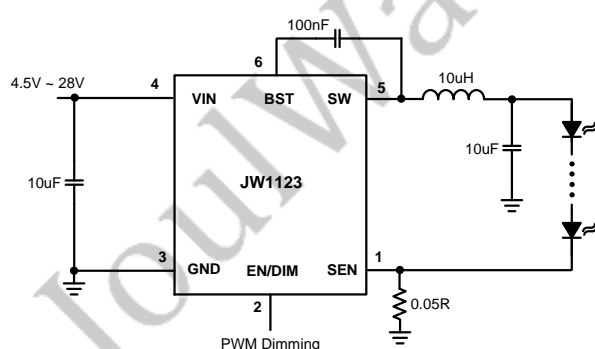 100nF
6
4.5V ~ 28V
4
VIN
BST
SW
5
10uH
10uF
JW1123
10uF
3
GND
EN/DIM
SEN
1
2
0.05R
PWM Dimming
JoulWa